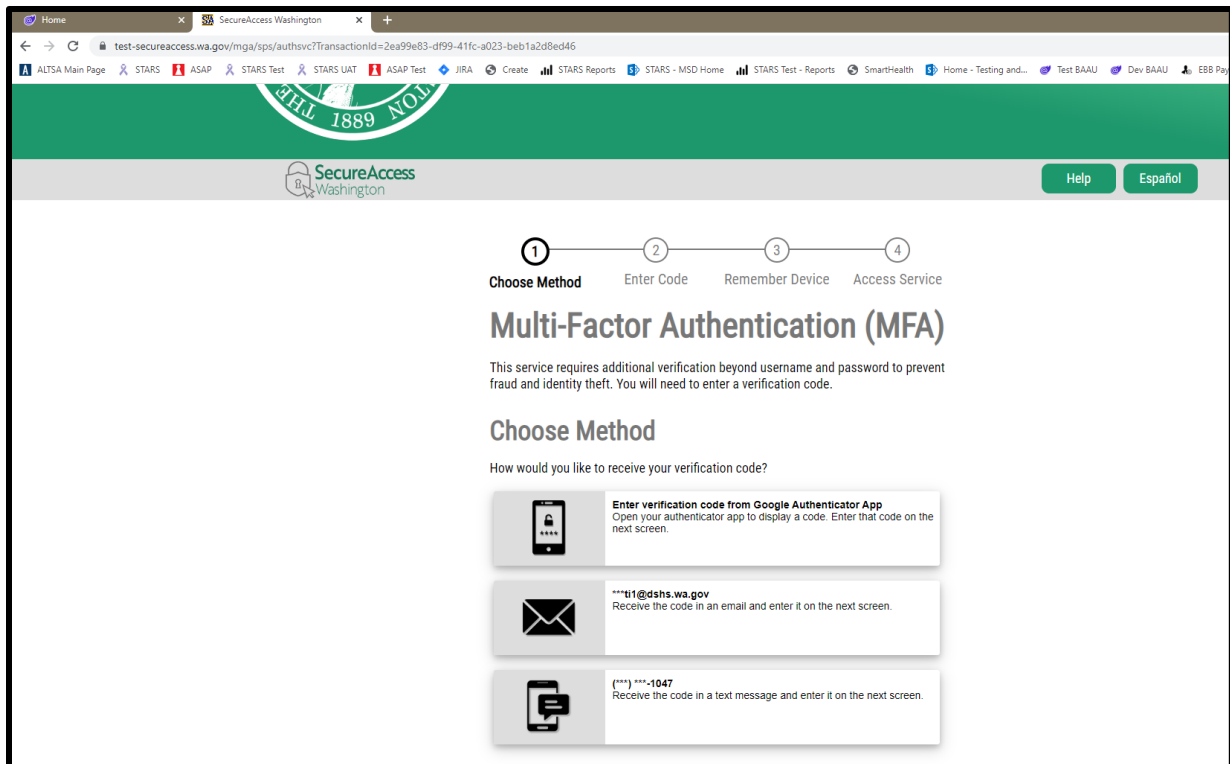 Home
SecureAccess Washington
test-secureaccess.wa.gov/mga/sps/authsvc?TransactionId=2ea99e83-df99-41fc-a023-beb1a2d8ed46
ALTSA Main Page STARS ASAP STARS Test STARS UAT ASAP Test JIRA Create STARS Reports STARS - MSD Home STARS Test - Reports SmartHealth Home - Testing and... Test BAAU Dev BAAU EBB Pay
TON THE 1889 NOT
SecureAccess
Washington
Help Español
1 2 3 4
Choose Method Enter Code Remember Device Access Service
Multi-Factor Authentication (MFA)
This service requires additional verification beyond username and password to prevent
fraud and identity theft. You will need to enter a verification code.
Choose Method
How would you like to receive your verification code?
Enter verification code from Google Authenticator App
Open your authenticator app to display a code. Enter that code on the
next screen.
***ti1@dshs.wa.gov
Receive the code in an email and enter it on the next screen.
(***) ***-1047
Receive the code in a text message and enter it on the next screen.